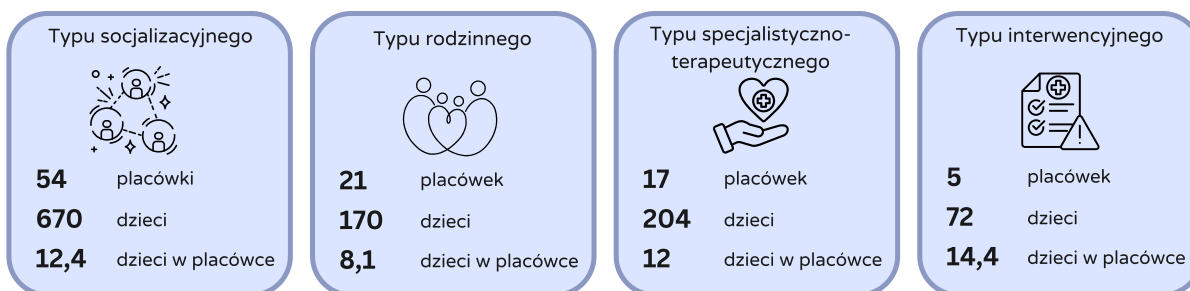 Typu socjalizacyjnego
54 placówki
670 dzieci
12,4 dzieci w placówce
Typu rodzinnego
21 placówek
170 dzieci
8,1 dzieci w placówce
Typu specjalistyczno-
terapeutycznego
17 placówek
204 dzieci
12 dzieci w placówce
Typu interwencyjnego
5 placówek
72 dzieci
14,4 dzieci w placówce